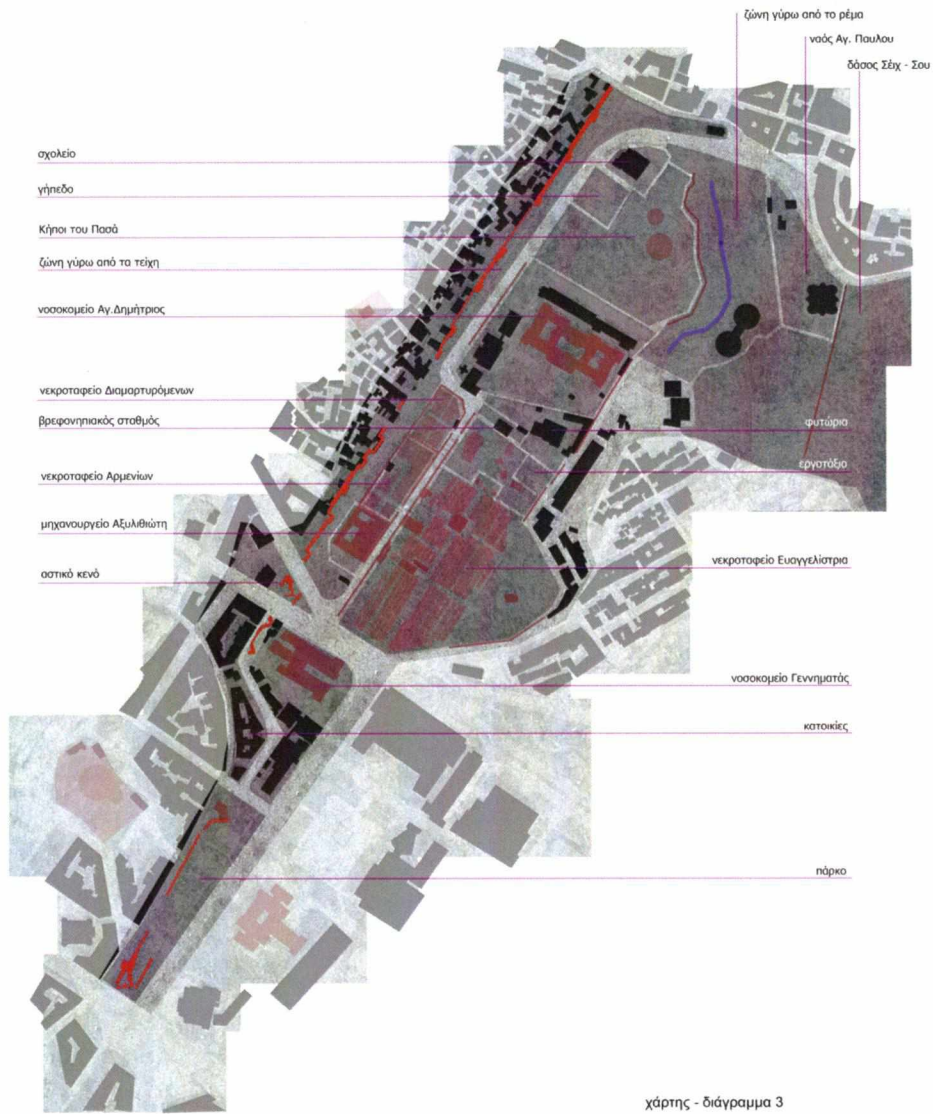 ζώνη γύρω από το ρέμα
ναός Αγ. Παυλου
δάσος Σέιχ - Σου
σχολείο
γήπεδο
Κήποι του Πασά
ζώνη γύρω από τα τείχη
νοσοκομείο Αγ.Δημήτριος
νεκροταφείο Διαμαρτυρόμενων
βρεφονηπιακός σταθμός
φυτώρια
εργοτάξιο
νεκροταφείο Αρμενίων
μηχανουργείο Αξυλιθιώτη
αστικό κενό
νεκροταφείο Ευαγγελίστρια
νοσοκομείο Γεννηματάς
κατοικίες
πάρκο
χάρτης - διάγραμμα 3